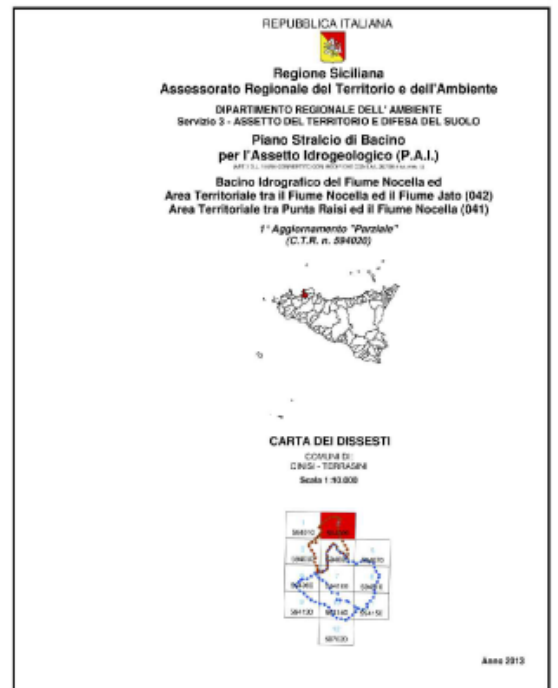 REPUBBLICA ITALIANA
Regione Siciliana
Assessorato Regionale del Territorio e dell'Ambiente
DIPARTIMENTO REGIONALE DELL' AMBIENTE
Servizio 3 - ASSETTO DEL TERRITORIO E DIFESA DEL SUOLO
Piano Stralcio di Bacino
per l'Assetto Idrogeologico (P.A.I.)
Bacino Idrografico del Fiume Nocella ed
Area Territoriale tra il Fiume Nocella ed il Fiume Jato (042)
Area Territoriale tra Punta Raisi ed il Fiume Nocella (041)
1° Aggiornamento "Parziale"
(C.T.R. n. 594020)
CARTA DEI DISSESTI
COMUNI DI:
CINISI - TERRASINI
Scala 1:10.000
Anno 2013